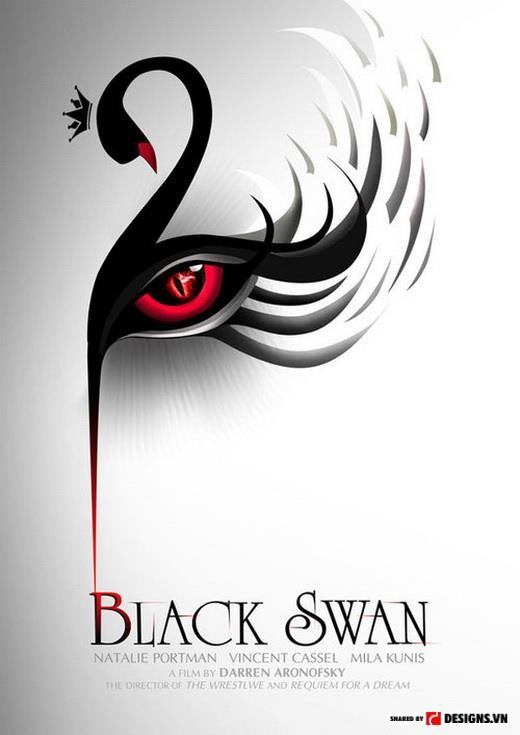 BLACK SWAN
NATALIE PORTMAN VINCENT CASSEL MILA KUNIS
A FILM BY DARREN ARONOFSKY
THE DIRECTOR OF THE WRESTLWE AND REQUIEM FOR A DREAM
SHARED BY DESIGNS.VN